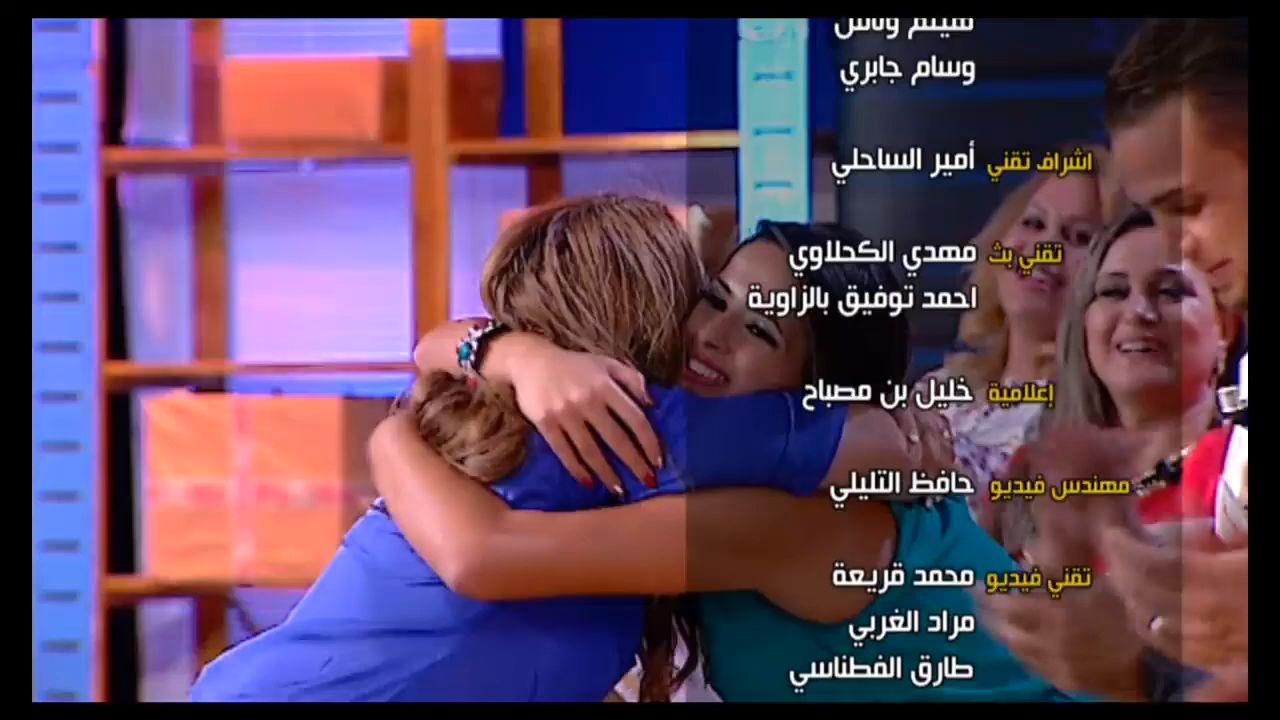 وسام جابري
اشراف تقني أمير الساحلي
تقني بث مهدي الكحلاوي
احمد توفيق بالزاوية
إعلامية خليل بن مصباح
مهندس فيديو حافظ التليلي
تقني فيديو محمد قريعة
مراد الغربي
طارق الفطناسي